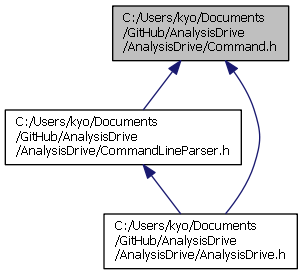 C:/Users/kyo/Documents
/GitHub/AnalysisDrive
/AnalysisDrive/Command.h
C:/Users/kyo/Documents
/GitHub/AnalysisDrive
/AnalysisDrive/CommandLineParser.h
C:/Users/kyo/Documents
/GitHub/AnalysisDrive
/AnalysisDrive/AnalysisDrive.h